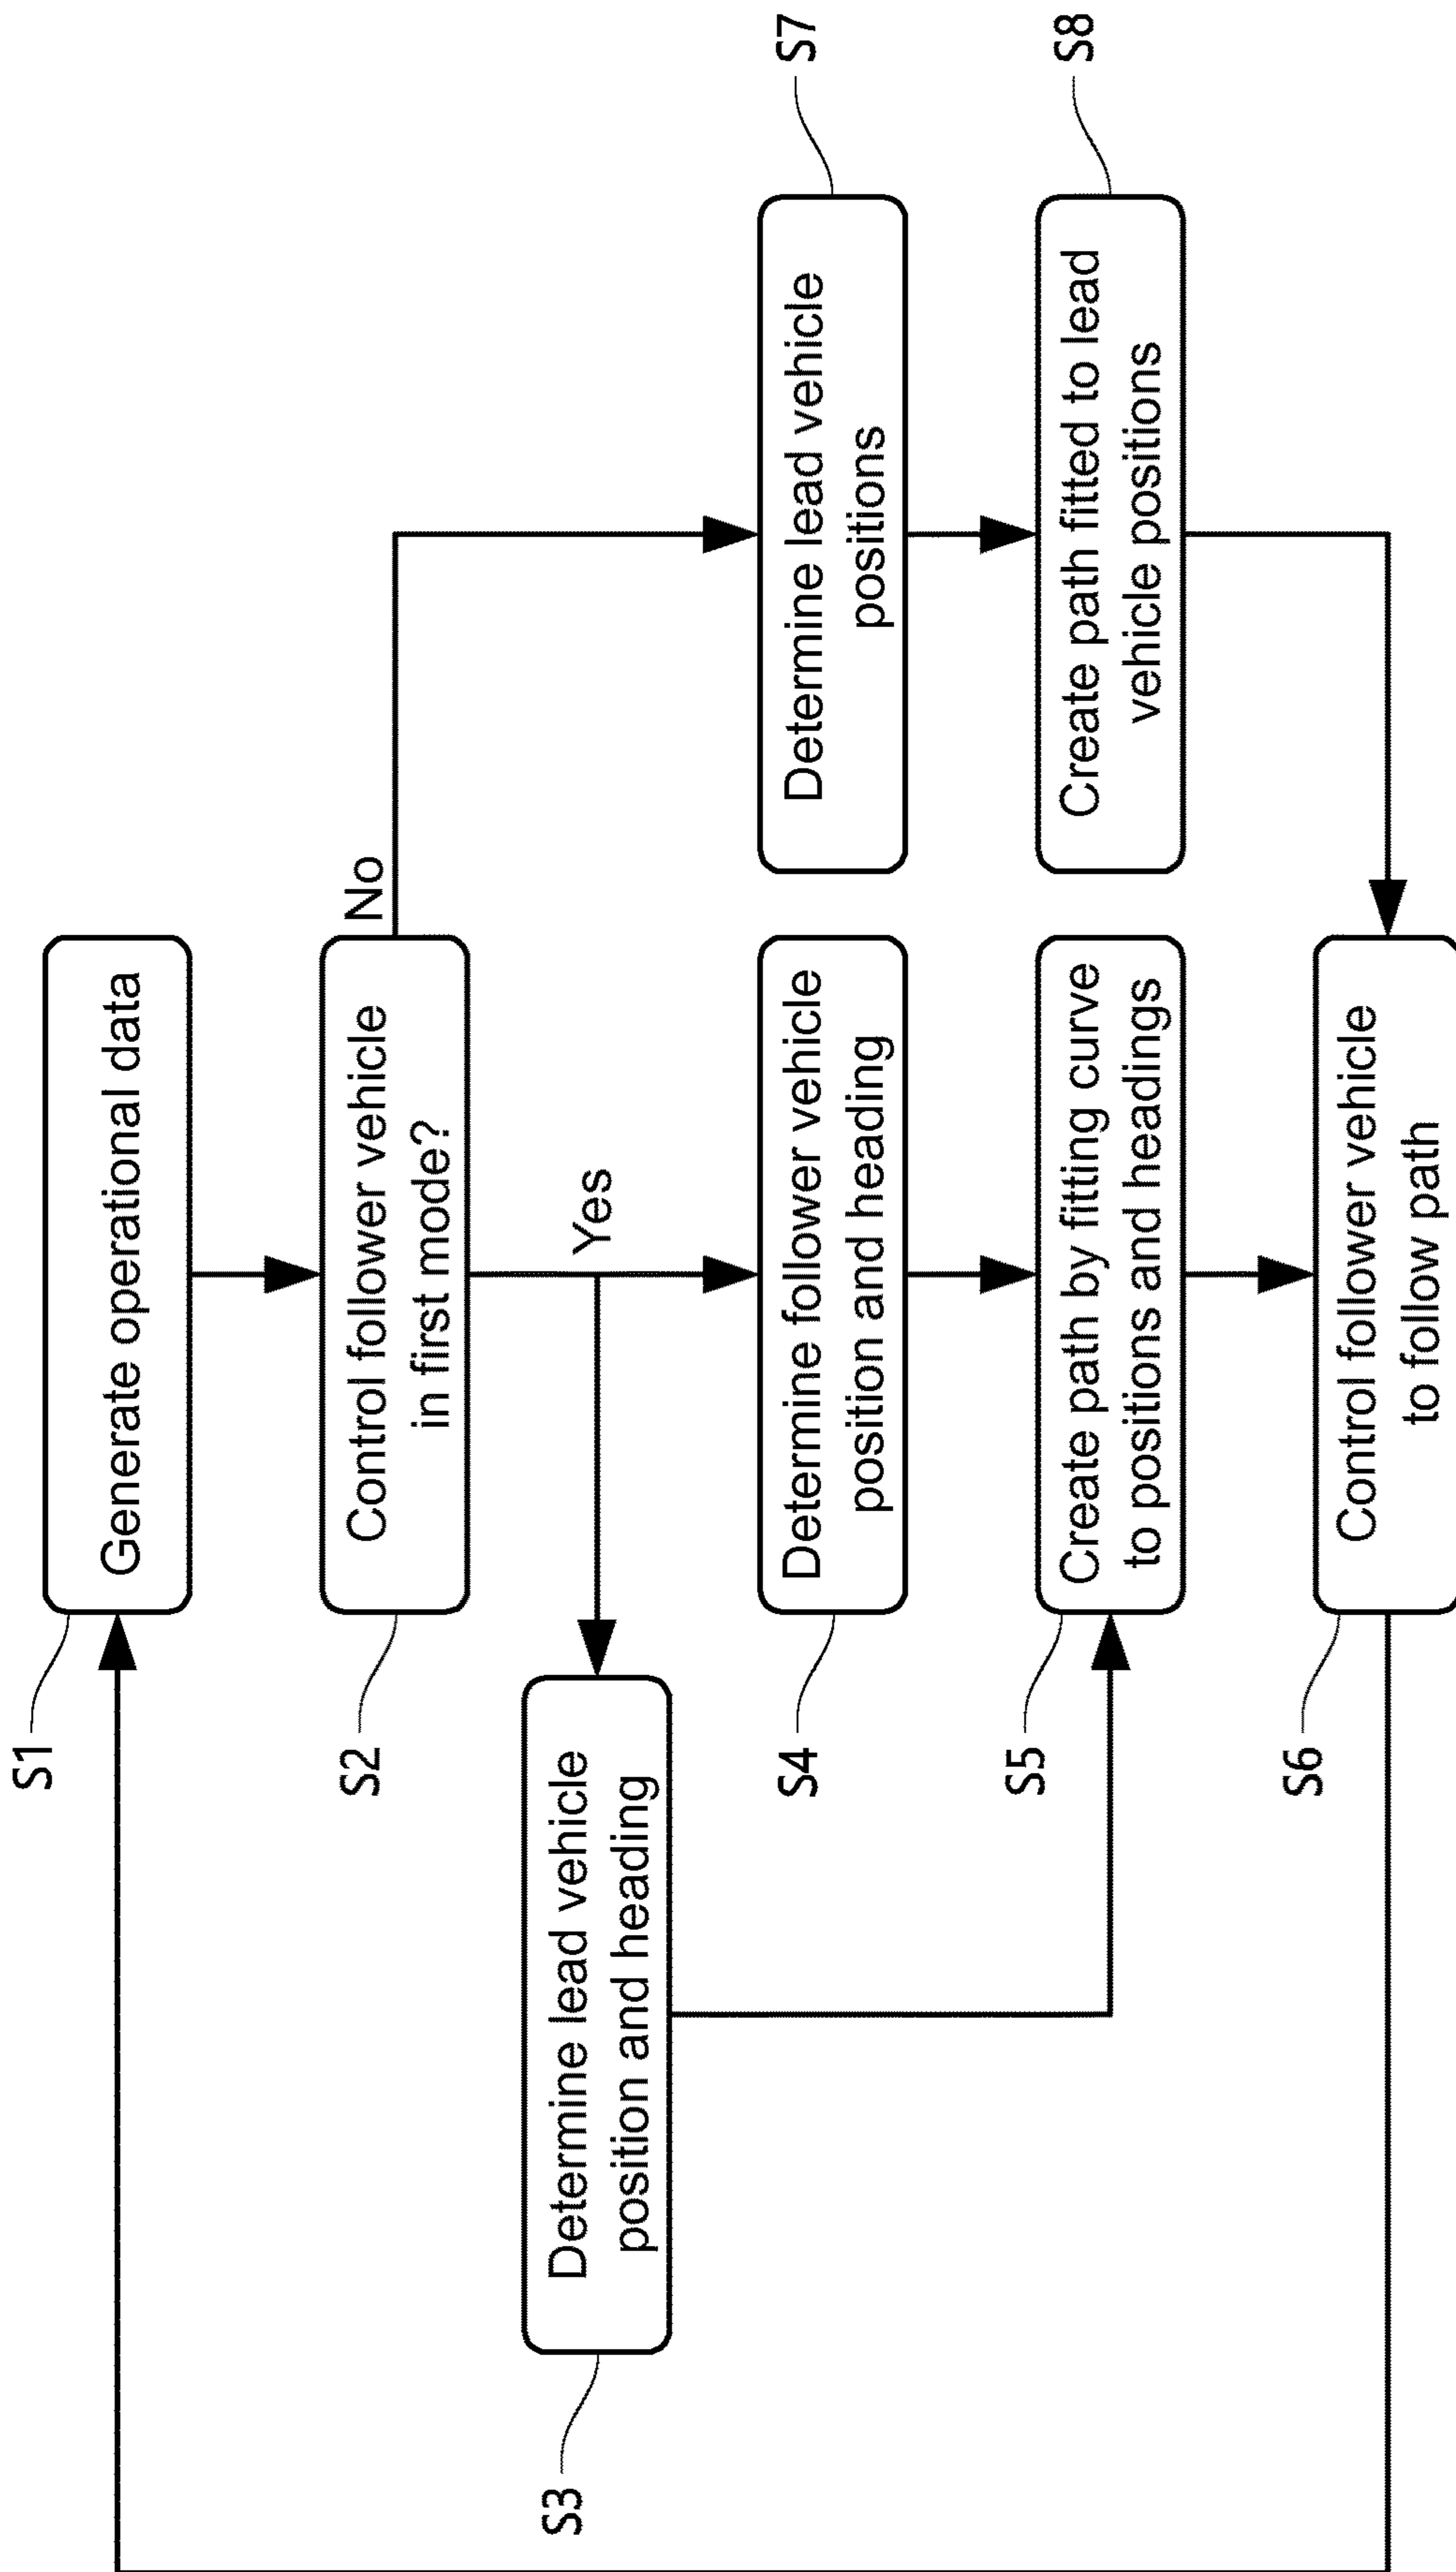 S1
Generate operational data
S2
Control follower vehicle
in first mode?
No
Yes
S3
Determine lead vehicle
position and heading
S4
Determine follower vehicle
position and heading
S7
Determine lead vehicle
positions
S5
Create path by fitting curve
to positions and headings
S8
Create path fitted to lead
vehicle positions
S6
Control follower vehicle
to follow path